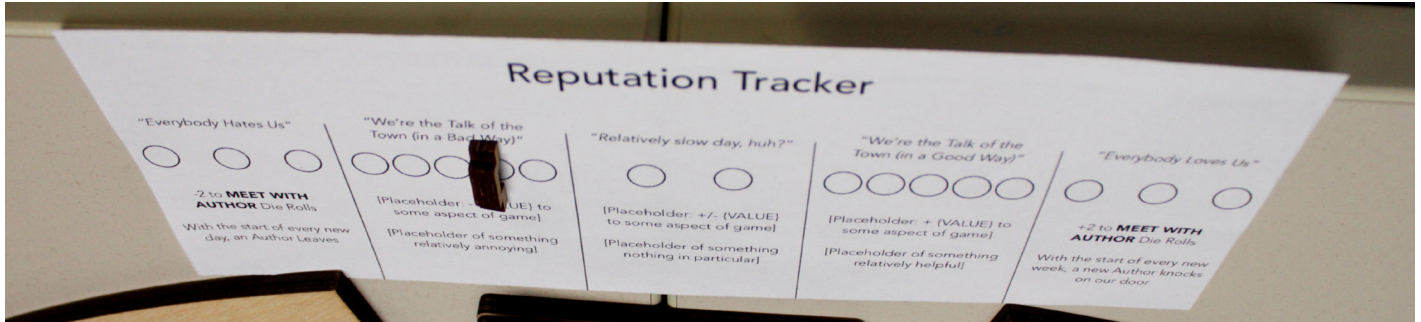 Reputation Tracker
"Everybody Hates Us"
-2 to MEET WITH
AUTHOR Die Rolls
With the start of every new
day, an Author Leaves
"We're the Talk of the
Town (in a Bad Way)"
[Placeholder: - {VALUE} to
some aspect of game]
[Placeholder of something
relatively annoying]
"Relatively slow day, huh?"
[Placeholder: +/- {VALUE}
to some aspect of game]
[Placeholder of something
nothing in particular]
"We're the Talk of the
Town (in a Good Way)"
[Placeholder: + {VALUE} to
some aspect of game]
[Placeholder of something
relatively helpful]
"Everybody Loves Us"
+2 to MEET WITH
AUTHOR Die Rolls
With the start of every new
week, a new Author knocks
on our door